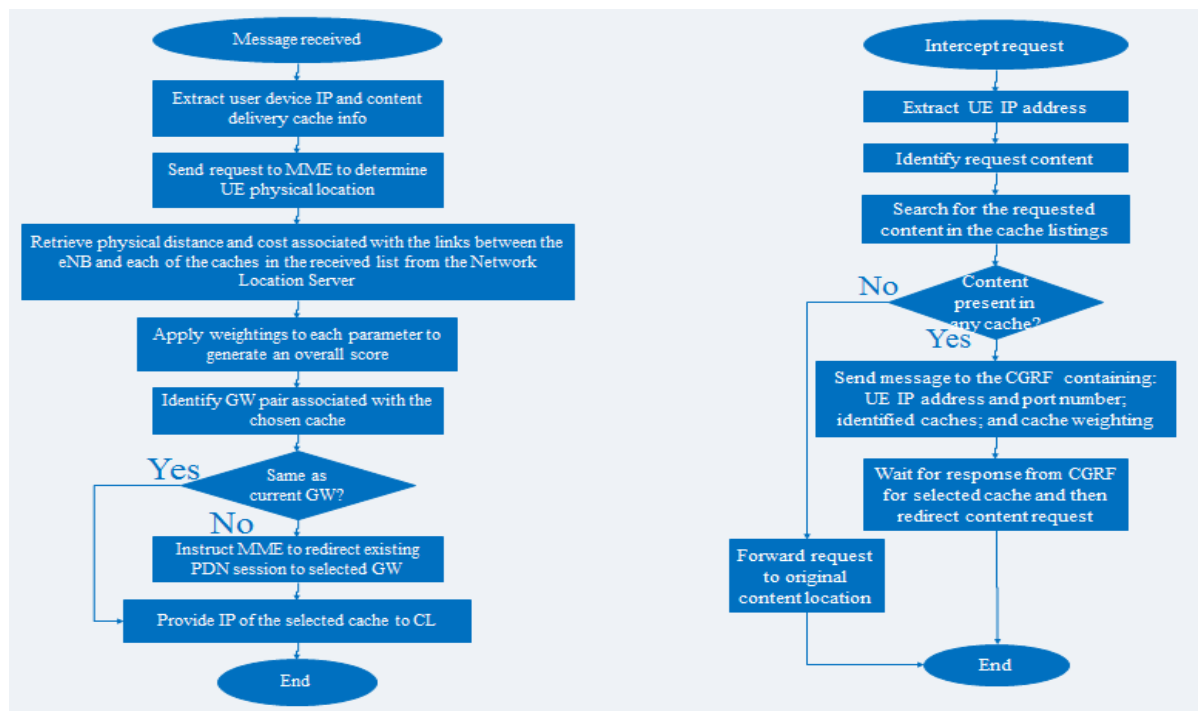 Message received
Extract user device IP and content
delivery cache info
Send request to MME to determine
UE physical location
Retrieve physical distance and cost associated with the links between the
eNB and each of the caches in the received list from the Network
Location Server
Apply weightings to each parameter to
generate an overall score
Identify GW pair associated with the
chosen cache
Yes
Same as
current GW?
No
Instruct MME to redirect existing
PDN session to selected GW
Provide IP of the selected cache to CL
End
Intercept request
Extract UE IP address
Identify request content
Search for the requested
content in the cache listings
No
Content
present in
any cache?
Yes
Send message to the CGRF containing:
UE IP address and port number;
identified caches; and cache weighting
Wait for response from CGRF
for selected cache and then
redirect content request
Forward request
to original
content location
End